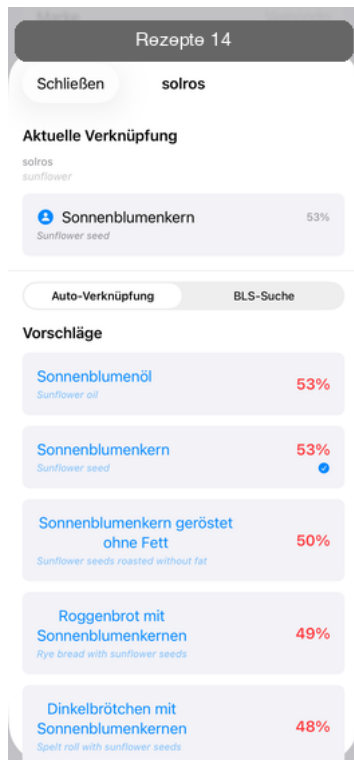 Rezepte 14
Schließen
solros
Aktuelle Verknüpfung
solros
sunflower
Sonnenblumenkern
53%
Sunflower seed
Auto-Verknüpfung
BLS-Suche
Vorschläge
Sonnenblumenöl
53%
Sunflower oil
Sonnenblumenkern
53%
Sunflower seed
Sonnenblumenkern geröstet
ohne Fett
50%
Sunflower seeds roasted without fat
Roggenbrot mit
Sonnenblumenkernen
49%
Rye bread with sunflower seeds
Dinkelbrötchen mit
Sonnenblumenkernen
48%
Spelt roll with sunflower seeds